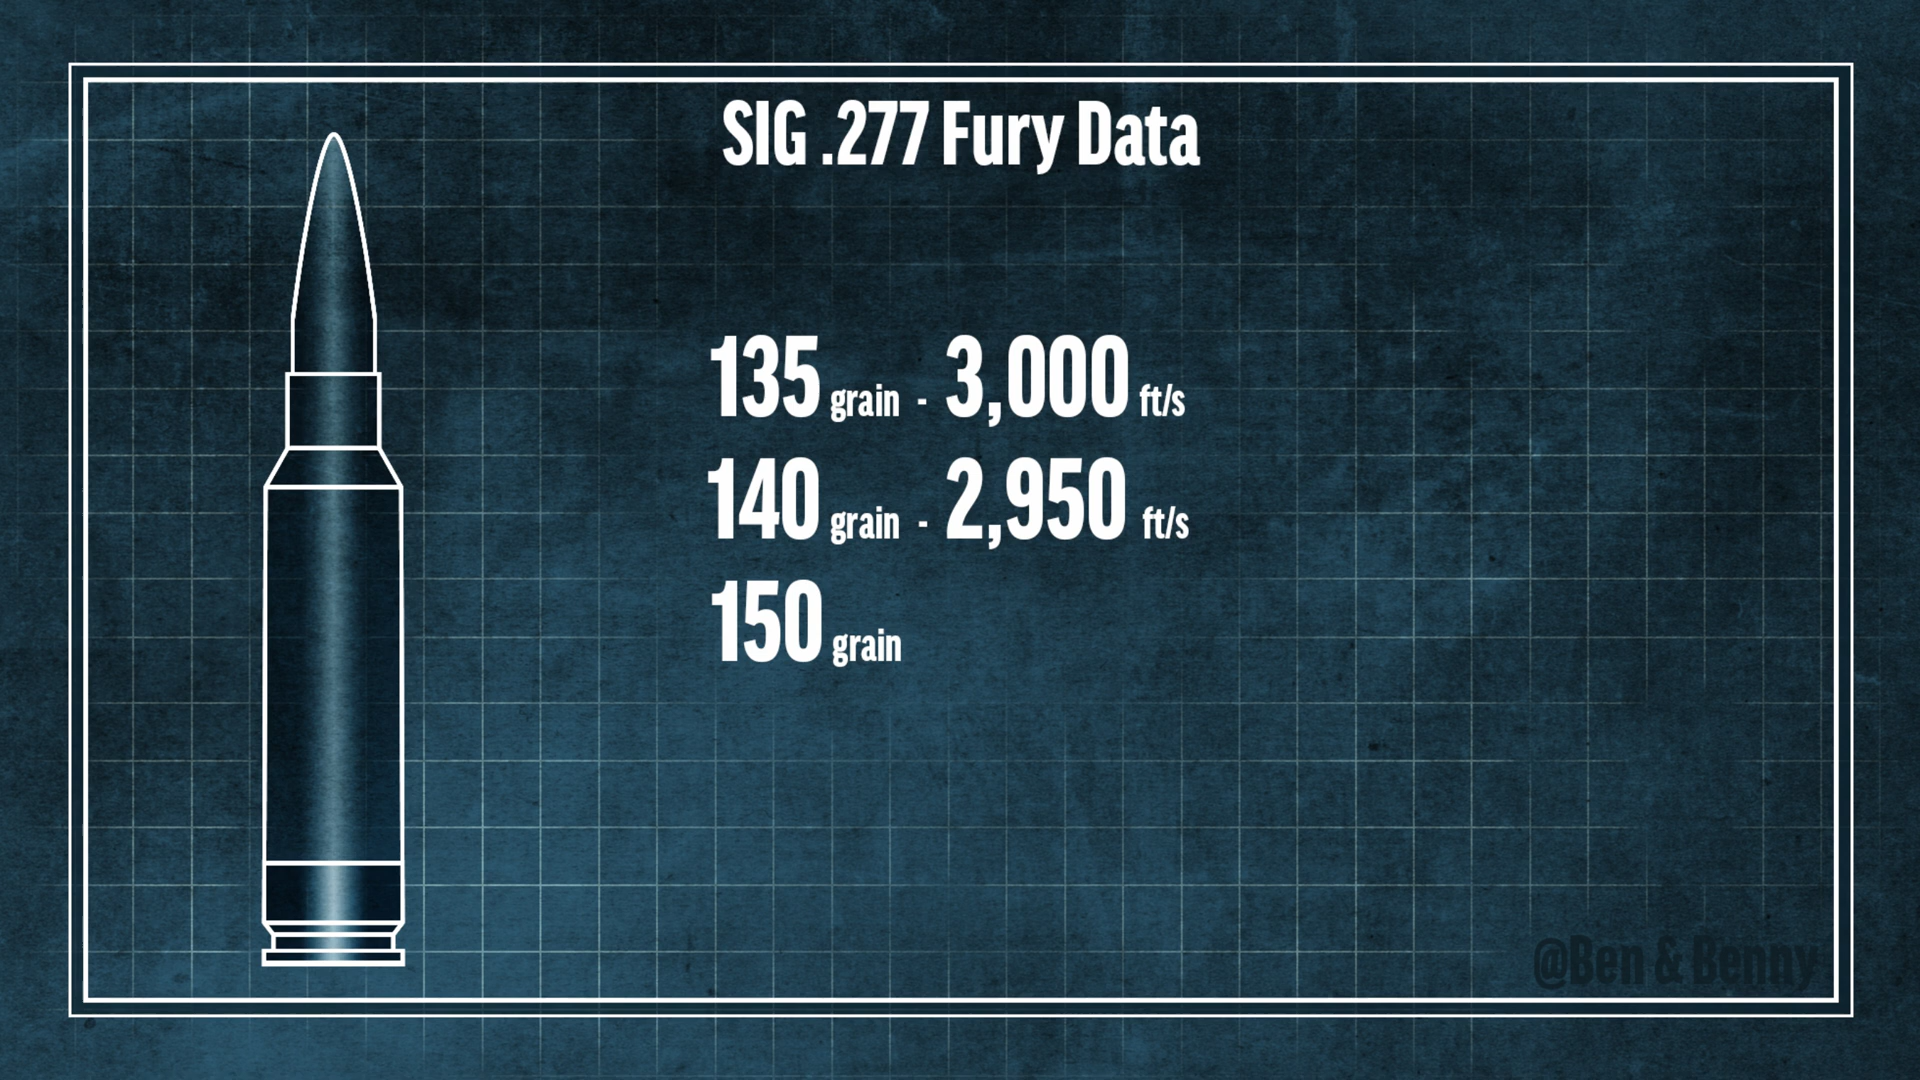 SIG .277 Fury Data
135 grain - 3,000 ft/s
140 grain - 2,950 ft/s
150 grain
@Ben & Benny